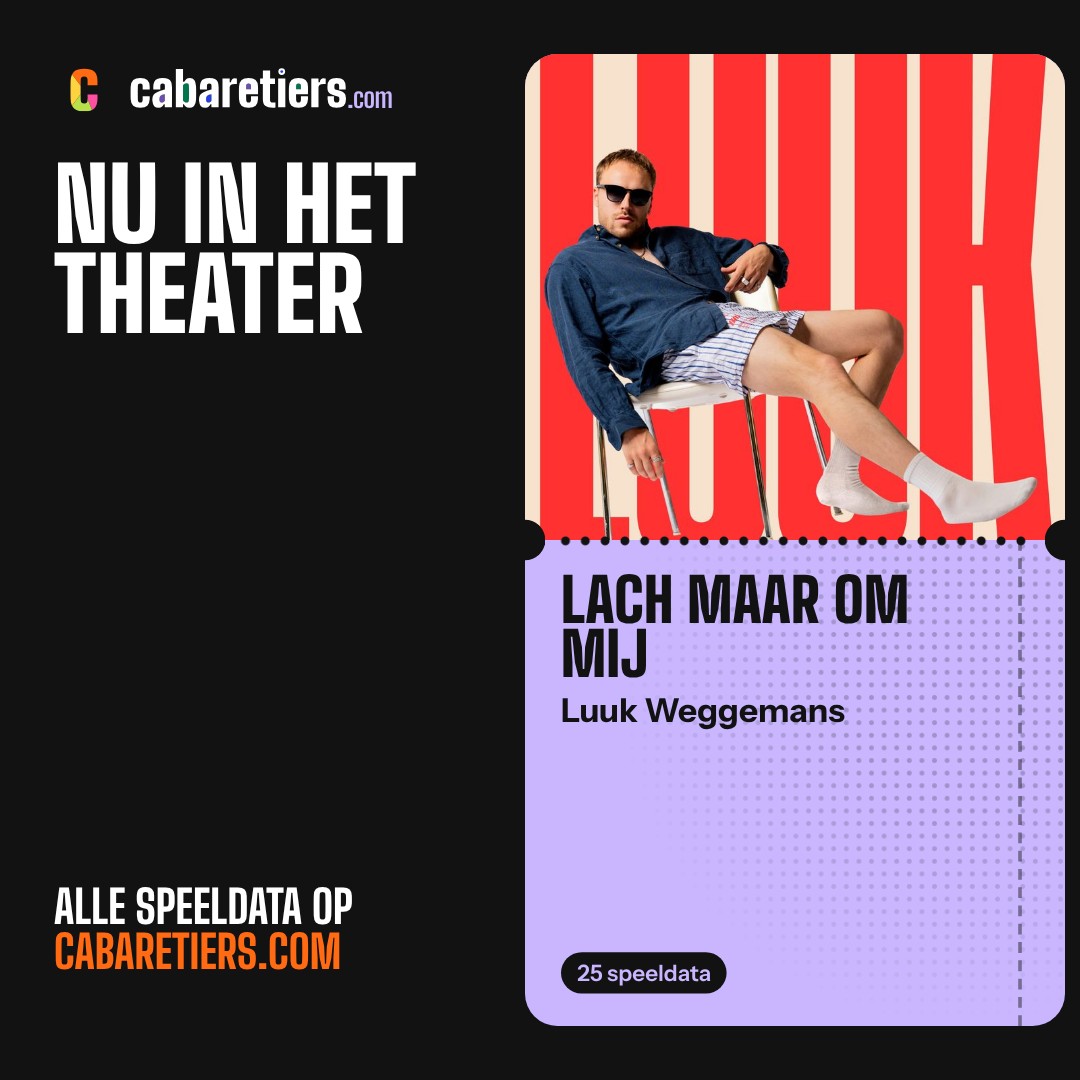 cabaretiers.com
NU IN HET
THEATER
LUUK
LACH MAAR OM
MIJ
Luuk Weggemans
25 speeldata
ALLE SPEELDATA OP
CABARETIERS.COM